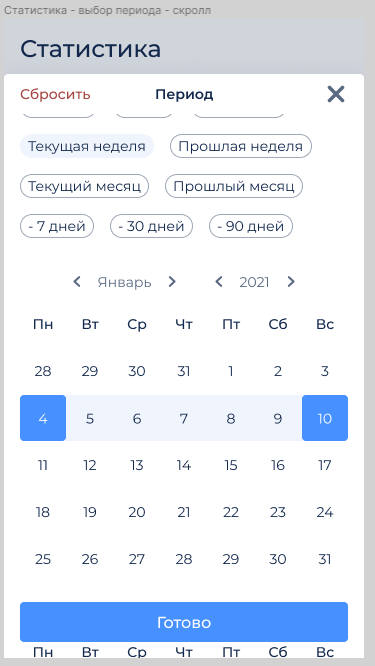 Статистика - выбор периода - скролл
Статистика
Сбросить Период
Текущая неделя Прошлая неделя
Текущий месяц Прошлый месяц
- 7 дней - 30 дней - 90 дней
Январь 2021
Пн Вт Ср Чт Пт Сб Вс
28 29 30 31 1 2 3
4 5 6 7 8 9 10
11 12 13 14 15 16 17
18 19 20 21 22 23 24
25 26 27 28 29 30 31
Готово
Пн Вт Ср Чт Пт Сб Вс